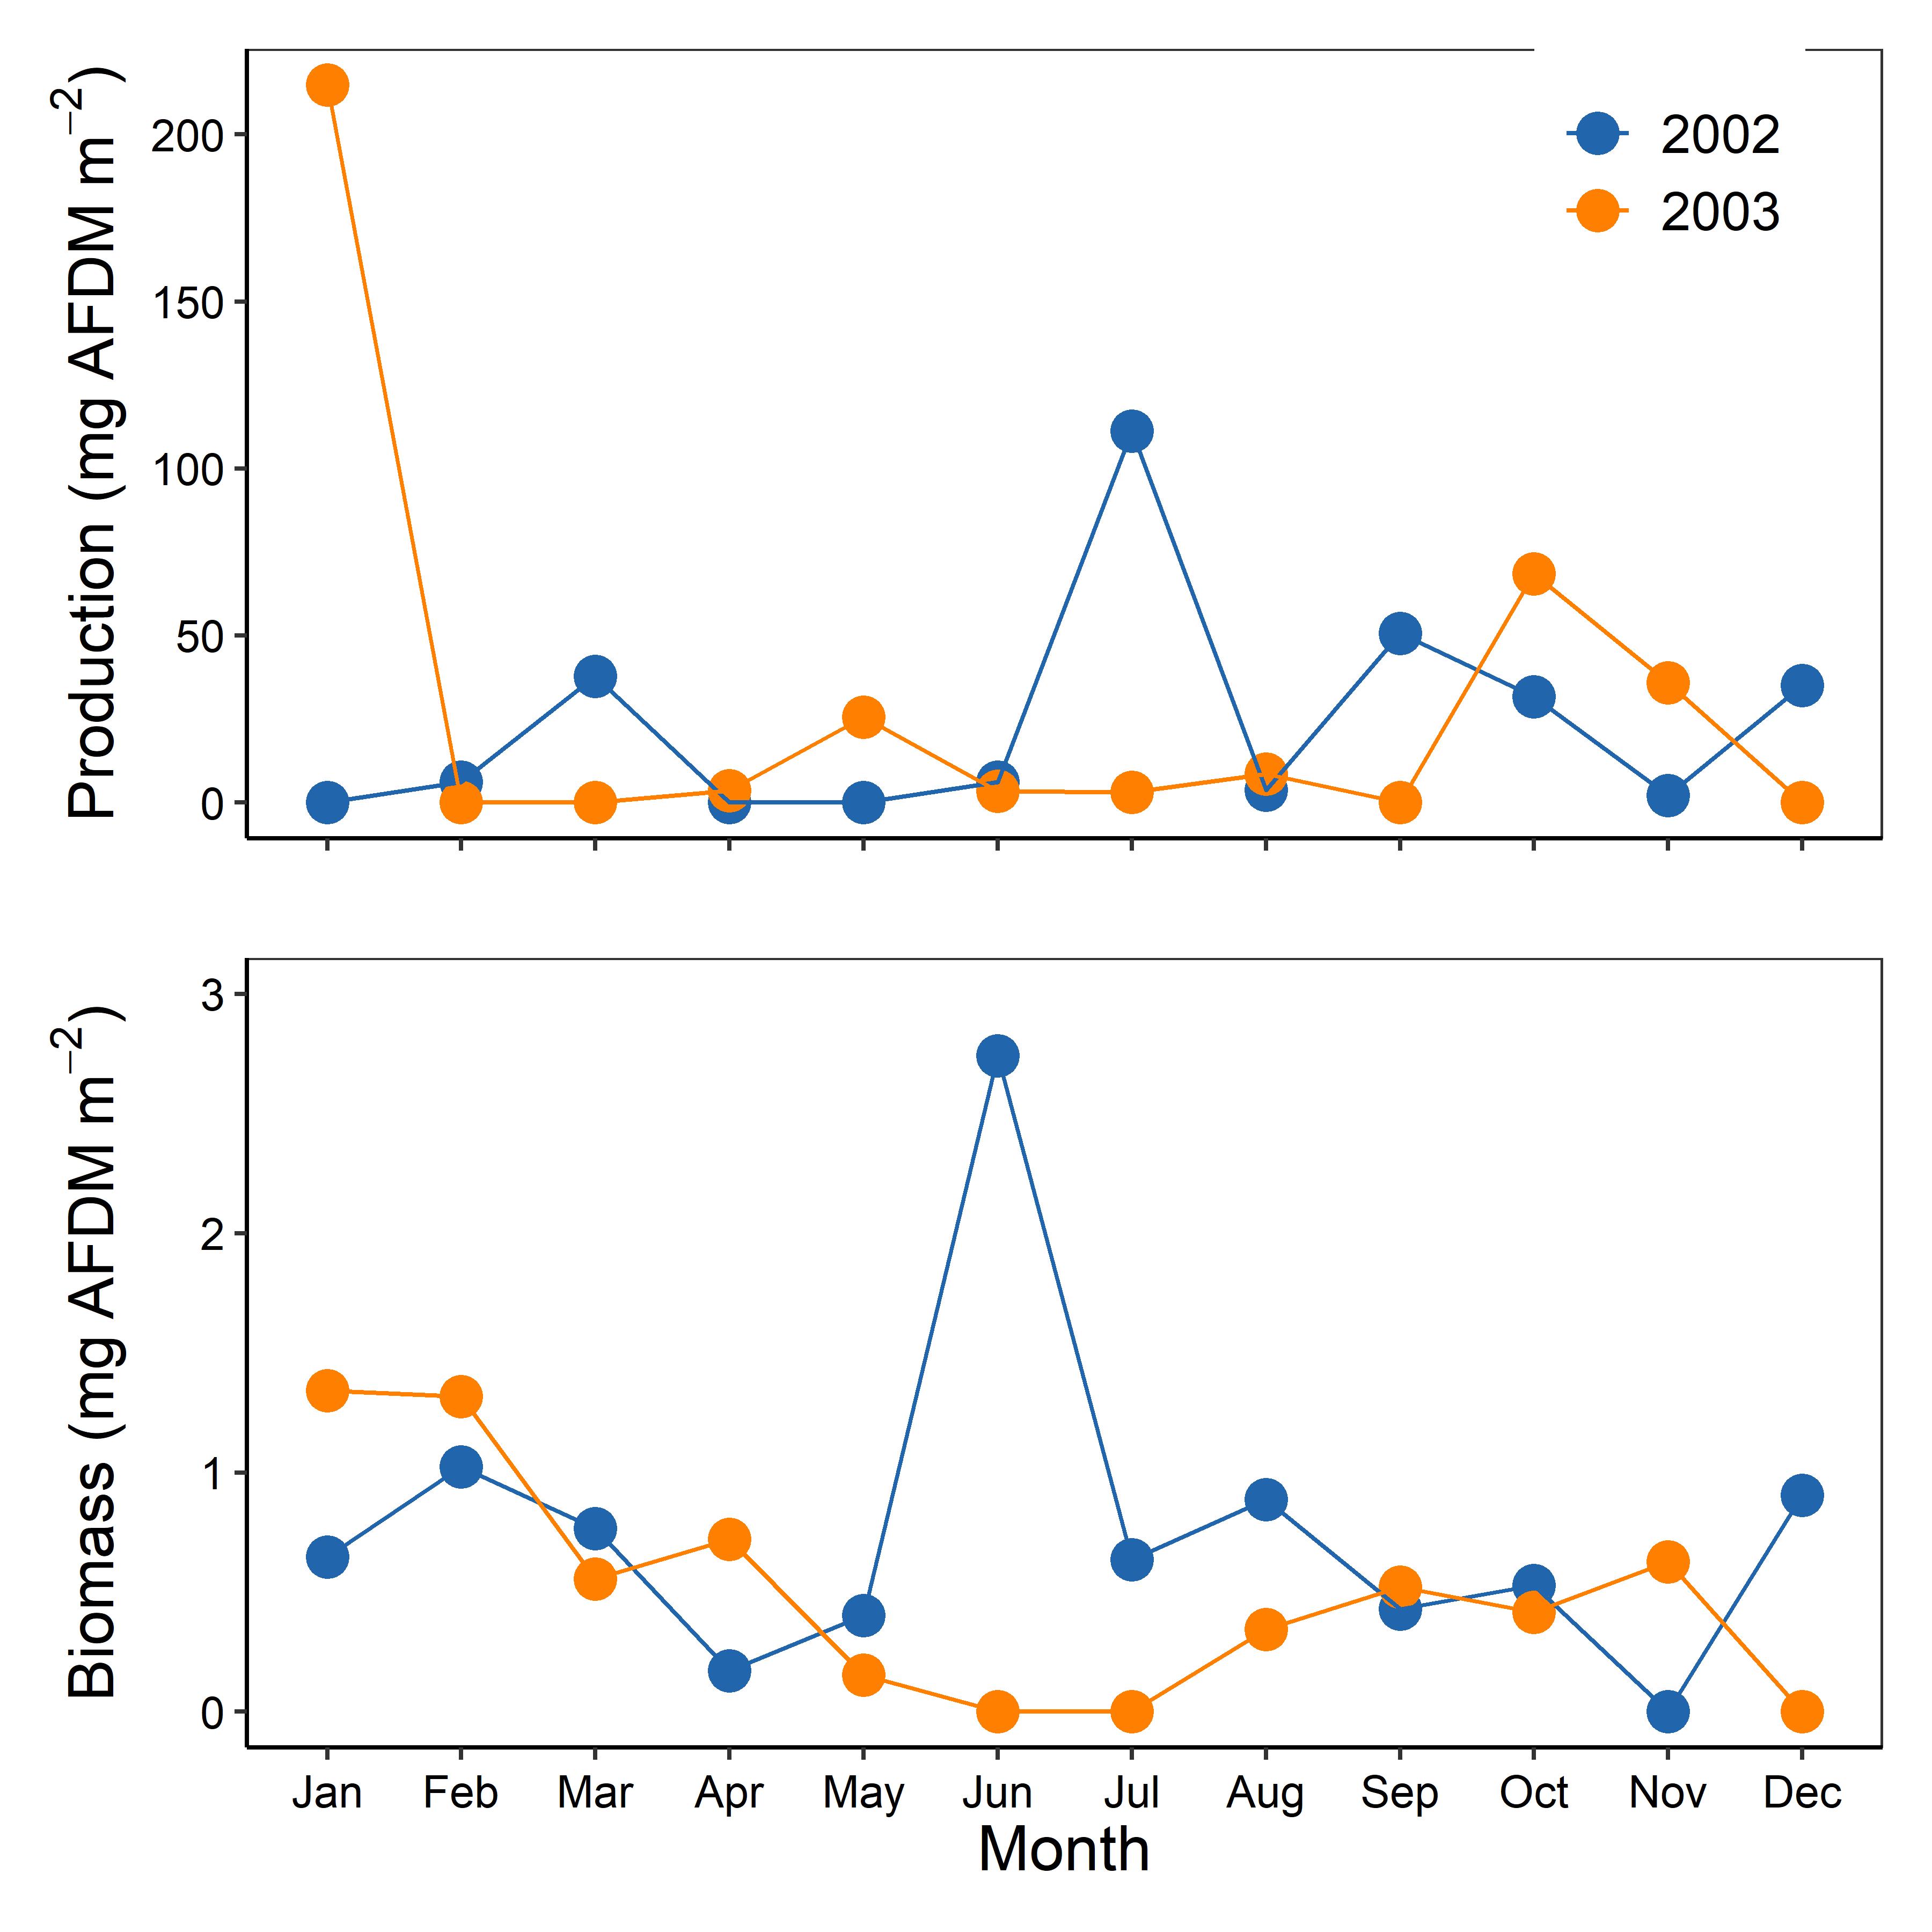 Production (mg AFDM m⁻²)
200
150
100
50
0
2002
2003
Biomass (mg AFDM m⁻²)
3
2
1
0
Jan Feb Mar Apr May Jun Jul Aug Sep Oct Nov Dec
Month